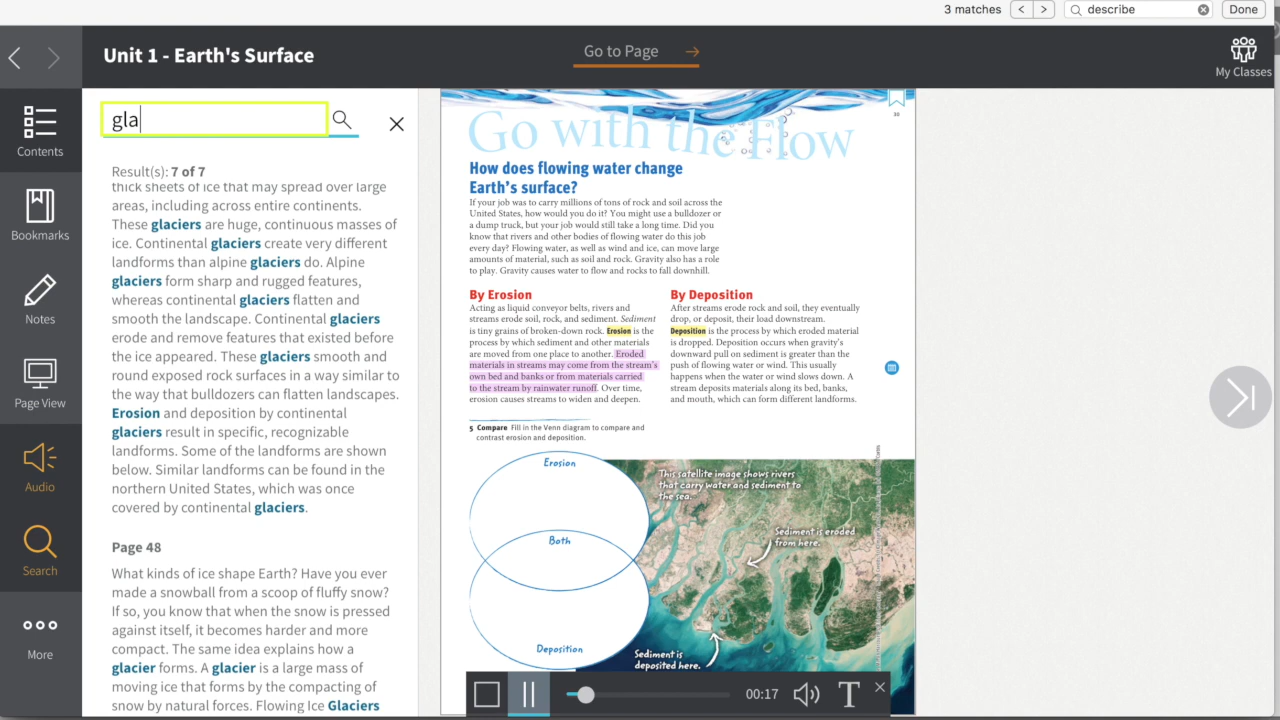 3 matches
describe
Done
Unit 1 - Earth's Surface
Go to Page
My Classes
Contents
Bookmarks
Notes
Page View
Audio
Search
More
gla
Result(s): 7 of 7
thick sheets of ice that may spread over large
areas, including across entire continents.
These glaciers are huge, continuous masses of
ice. Continental glaciers create very different
landforms than alpine glaciers do. Alpine
glaciers form sharp and rugged features,
whereas continental glaciers flatten and
smooth the landscape. Continental glaciers
erode and remove features that existed before
the ice appeared. These glaciers smooth and
round exposed rock surfaces in a way similar to
the way that bulldozers can flatten landscapes.
Erosion and deposition by continental
glaciers result in specific, recognizable
landforms. Some of the landforms are shown
below. Similar landforms can be found in the
northern United States, which was once
covered by continental glaciers.
Page 48
What kinds of ice shape Earth? Have you ever
made a snowball from a scoop of fluffy snow?
If so, you know that when the snow is pressed
against itself, it becomes harder and more
compact. The same idea explains how a
glacier forms. A glacier is a large mass of
moving ice that forms by the compacting of
snow by natural forces. Flowing Ice Glaciers
30
Go with the Flow
How does flowing water change
Earth's surface?
If your job was to carry millions of tons of rock and soil across the
United States, how would you do it? You might use a bulldozer or
a dump truck, but your job would still take a long time. Did you
know that rivers and other bodies of flowing water do this job
every day? Flowing water, as well as wind and ice, can move large
amounts of material, such as soil and rock. Gravity also has a role
to play. Gravity causes water to flow and rocks to fall downhill.
By Erosion
Acting as liquid conveyor belts, rivers and
streams erode soil, rock, and sediment. Sediment
is tiny grains of broken-down rock. Erosion is the
process by which sediment and other materials
are moved from one place to another. Eroded
materials in streams may come from the stream's
own bed and banks or from materials carried
to the stream by rainwater runoff. Over time,
erosion causes streams to widen and deepen.
By Deposition
After streams erode rock and soil, they eventually
drop, or deposit, their load downstream.
Deposition is the process by which eroded material
is dropped. Deposition occurs when gravity's
downward pull on sediment is greater than the
push of flowing water or wind. This usually
happens when the water or wind slows down. A
stream deposits materials along its bed, banks,
and mouth, which can form different landforms.
5 Compare Fill in the Venn diagram to compare and
contrast erosion and deposition.
Erosion
Both
Deposition
This satellite image shows rivers
that carry water and sediment to
the sea.
Sediment is eroded
from here.
Sediment is
deposited here.
00:17
T